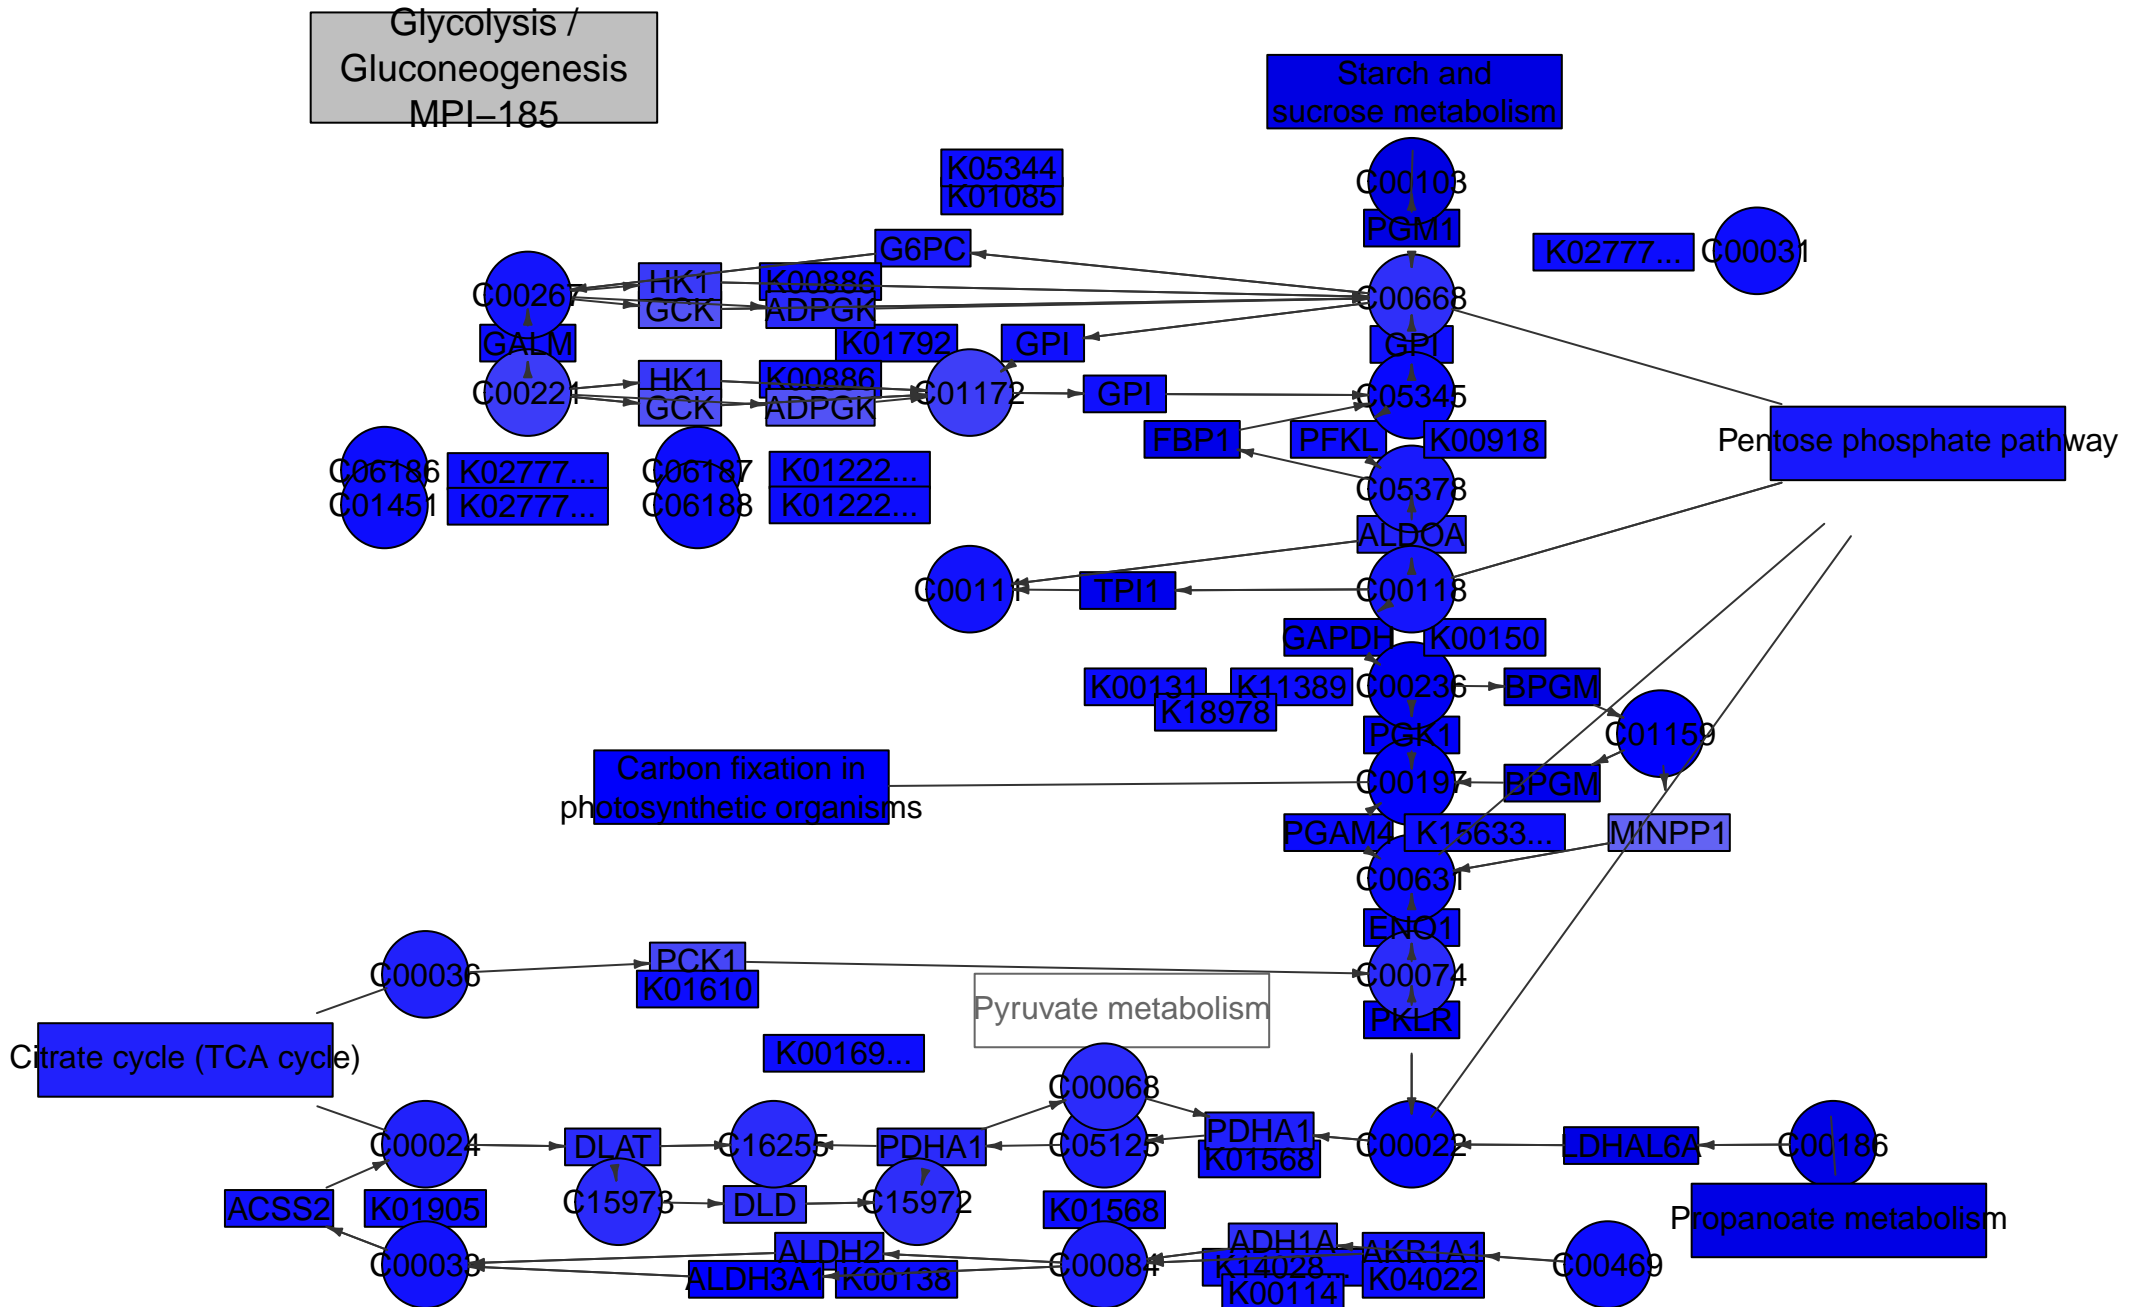 Glycolysis /
Gluconeogenesis
MPI−185
Starch and
sucrose metabolism
K05344
K01085
C00103
PGM1
G6PC
K02777...
C00031
C00267
HK1
K00886
GCK
ADPGK
C00668
GALM
K01792
GPI
GPI
C00221
HK1
K00886
GCK
ADPGK
C01172
GPI
C05345
FBP1
PFKL
K00918
Pentose phosphate pathway
C06186
K02777...
C06187
K01222...
C01451
K02777...
C06188
K01222...
C05378
ALDOA
C00111
TPI1
C00118
GAPDH
K00150
K00131
K11389
K18978
C00236
BPGM
PGK1
C01159
Carbon fixation in
photosynthetic organisms
C00197
BPGM
PGAM4
K15633...
MINPP1
C00631
ENO1
C00036
PCK1
K01610
C00074
Pyruvate metabolism
PKLR
Citrate cycle (TCA cycle)
K00169...
C00068
C00024
DLAT
C16255
PDHA1
C05125
PDHA1
K01568
C00022
LDHAL6A
C00186
ACSS2
K01905
C15973
DLD
C15972
K01568
Propanoate metabolism
C00033
ALDH2
ALDH3A1
K00138
C00084
ADH1A
K14028...
K00114
AKR1A1
K04022
C00469